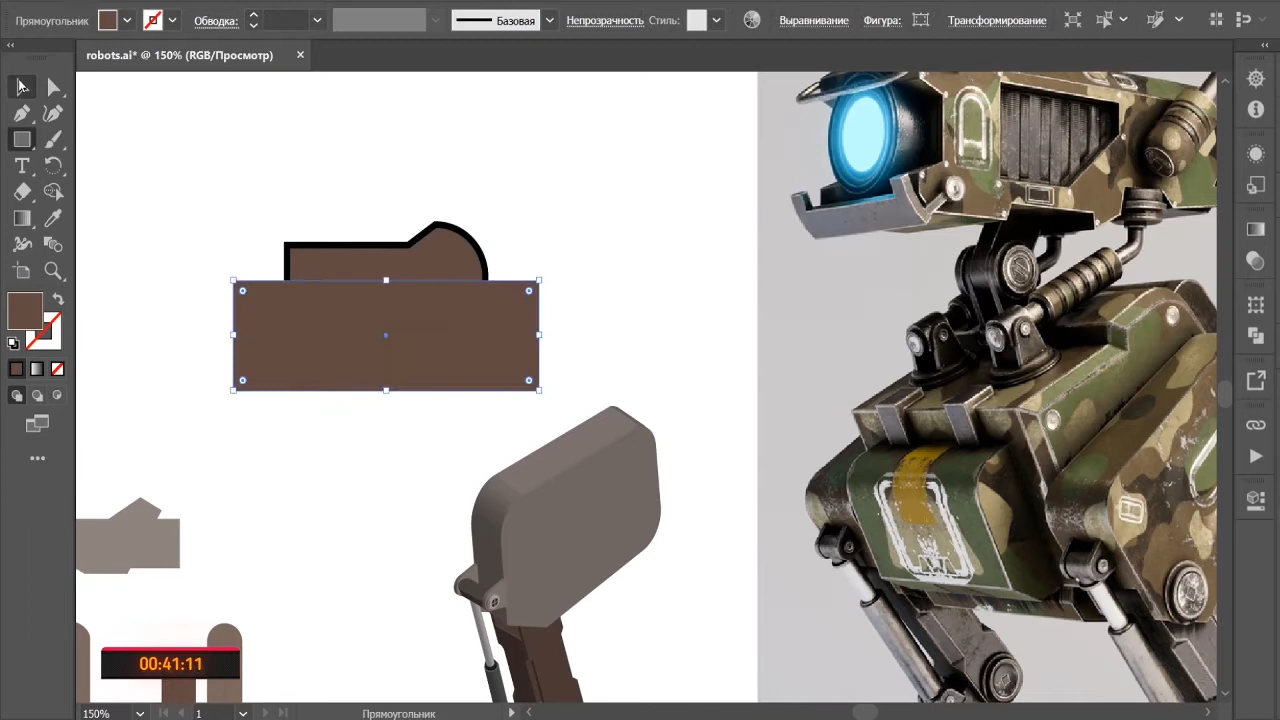 Прямоугольник
Обводка:
Базовая
Непрозрачность
Стиль:
Выравнивание
Фигура:
Трансформирование
robots.ai* @ 150% (RGB/Просмотр)
00:41:11
150%
1
Прямоугольник